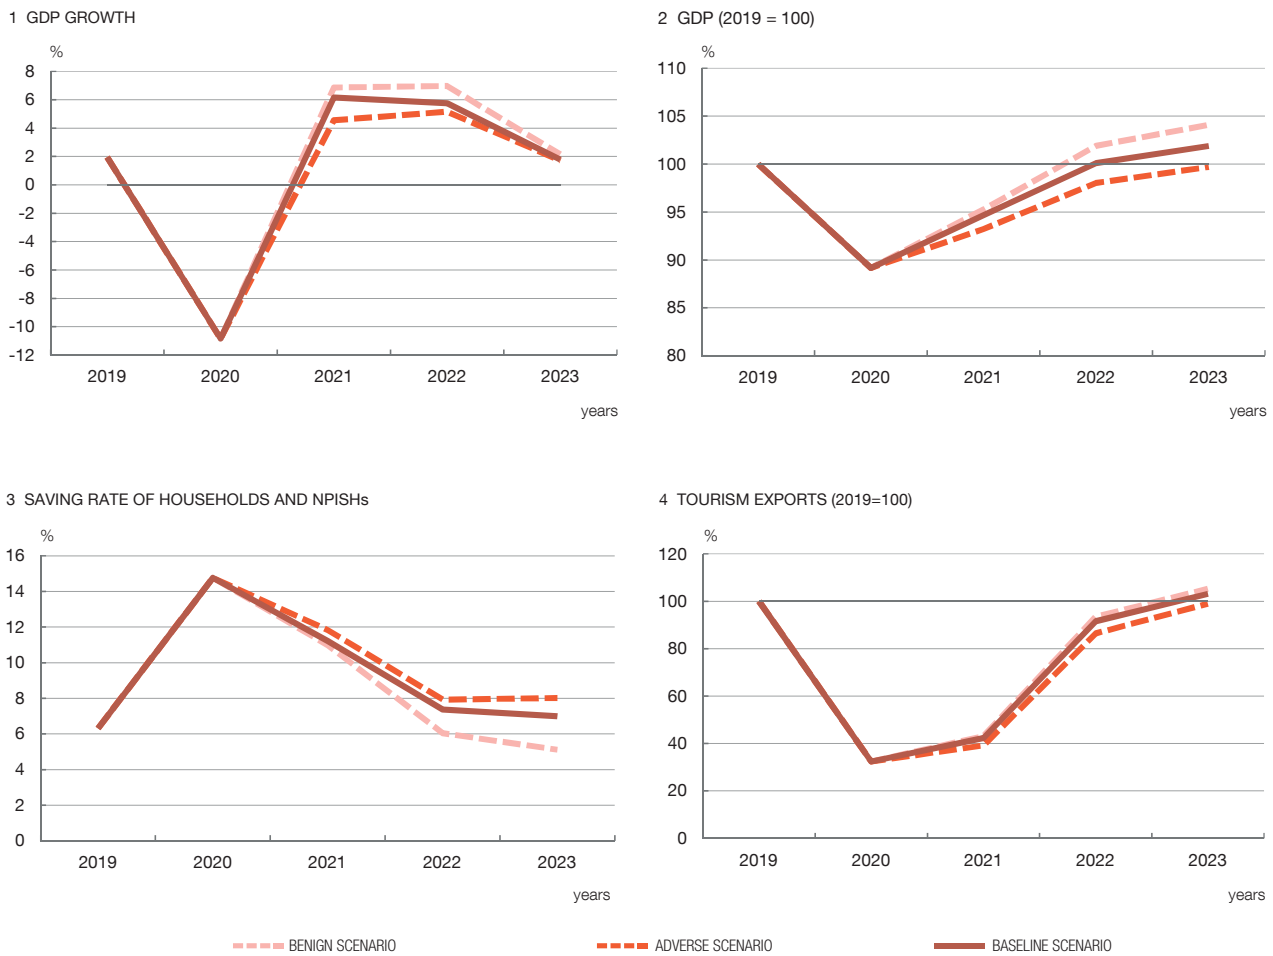 1 GDP GROWTH
%
8
6
4
2
0
-2
-4
-6
-8
-10
-12
2019 2020 2021 2022 2023
years
2 GDP (2019 = 100)
%
110
105
100
95
90
85
80
2019 2020 2021 2022 2023
years
3 SAVING RATE OF HOUSEHOLDS AND NPISHs
%
16
14
12
10
8
6
4
2
0
2019 2020 2021 2022 2023
years
4 TOURISM EXPORTS (2019=100)
%
120
100
80
60
40
20
0
2019 2020 2021 2022 2023
years
BENIGN SCENARIO ADVERSE SCENARIO BASELINE SCENARIO